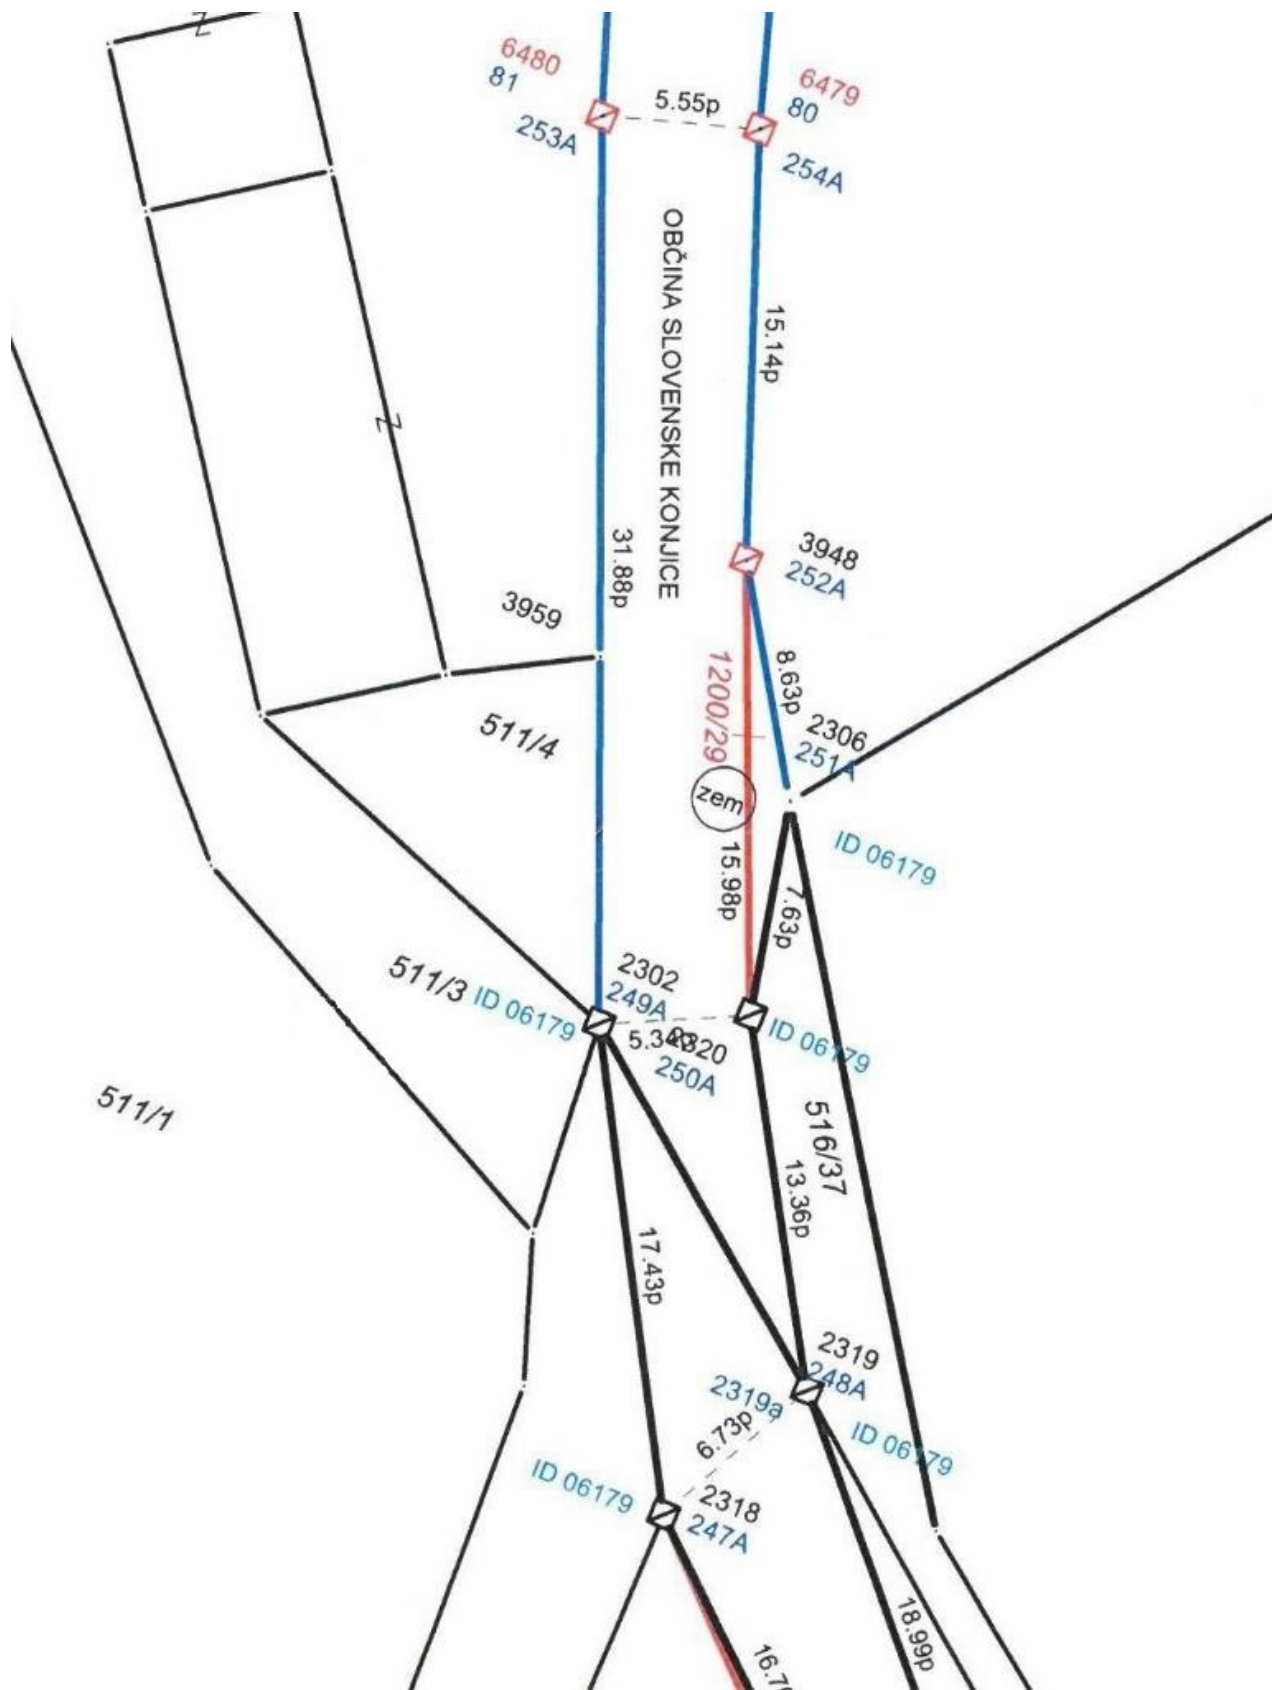 Z
6480
81
253A
5.55p
6479
80
254A
OBČINA SLOVENSKE KONJICE
15.14p
Z
31.88p
3948
252A
3959
1200/29
8.63p
2306
251A
511/4
zem
15.98p
7.63p
ID 06179
511/3
ID 06179
2302
249A
5.34p
2320
250A
ID 06179
511/1
516/37
13.36p
17.43p
2319
248A
2319a
6.73p
ID 06179
ID 06179
2318
247A
18.99p